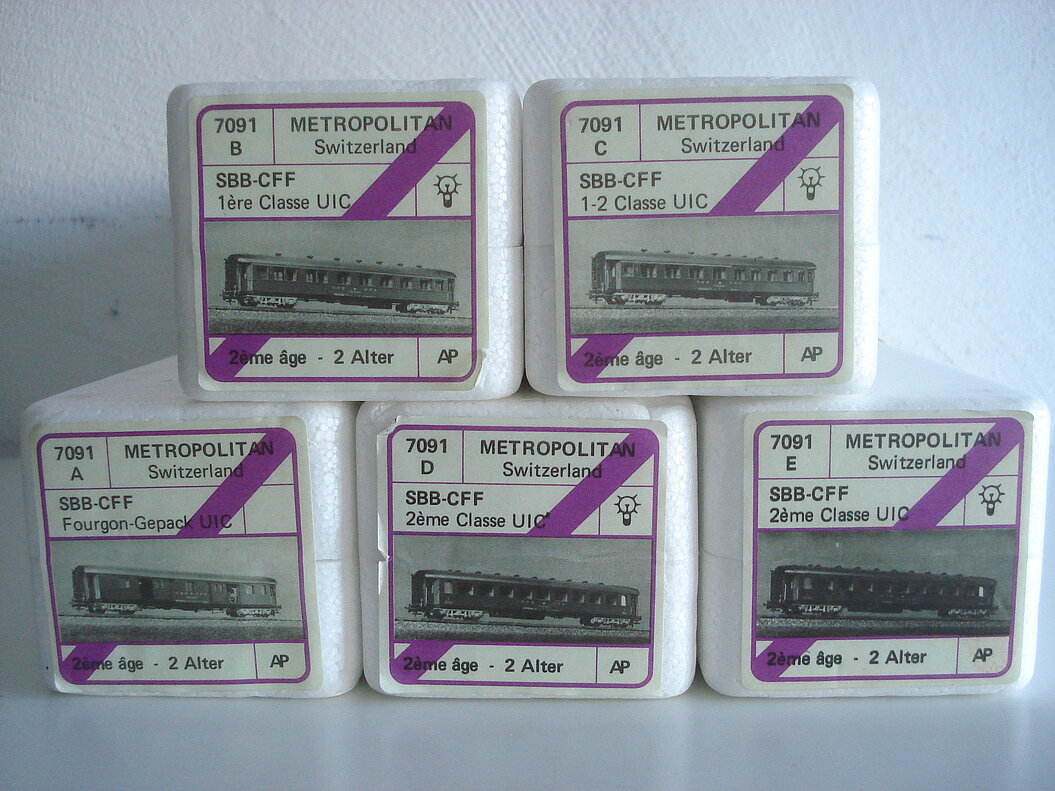 7091
B
METROPOLITAN
Switzerland
SBB-CFF
1ère Classe UIC
2ème âge - 2 Alter
AP
7091
C
METROPOLITAN
Switzerland
SBB-CFF
1-2 Classe UIC
2ème âge - 2 Alter
AP
7091
A
METROPOLITAN
Switzerland
SBB-CFF
Fourgon-Gepack UIC
2ème âge - 2 Alter
AP
7091
D
METROPOLITAN
Switzerland
SBB-CFF
2ème Classe UIC
2ème âge - 2 Alter
AP
7091
E
METROPOLITAN
Switzerland
SBB-CFF
2ème Classe UIC
2ème âge - 2 Alter
AP